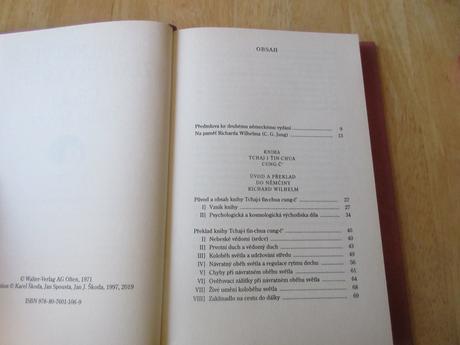 © Walter-Verlag AG Olten, 1971
© Karel Škoda, Jan Spousta, Jan J. Škoda, 1997, 2019
ISBN 978-80-7601-106-9
OBSAH
Předmluva ke druhému německému vydání 9
Na paměť Richarda Wilhelma (C. G. Jung) 13
KNIHA
TCHAJ I ŤIN CHUA
CUNG-Č'
ÚVOD A PŘEKLAD
DO NĚMČINY
RICHARD WILHELM
Původ a obsah knihy Tchaj-i ťin-chua cung-č' 27
I) Vznik knihy 27
II) Psychologická a kosmologická východiska díla 34
Překlad knihy Tchaj-i ťin-chua cung-č' 45
I) Nebeské vědomí (srdce) 45
II) Prvotní duch a vědomý duch 49
III) Koloběh světla a udržování středu 51
IV) Návratný oběh světla a regulace rytmu dechu 56
V) Chyby při návratném oběhu světla 61
VI) Ověřovací zážitky při návratném oběhu světla 64
VII) Živé umění koloběhu světla 68
VIII) Zaklínadlo na cestu do dálky 69